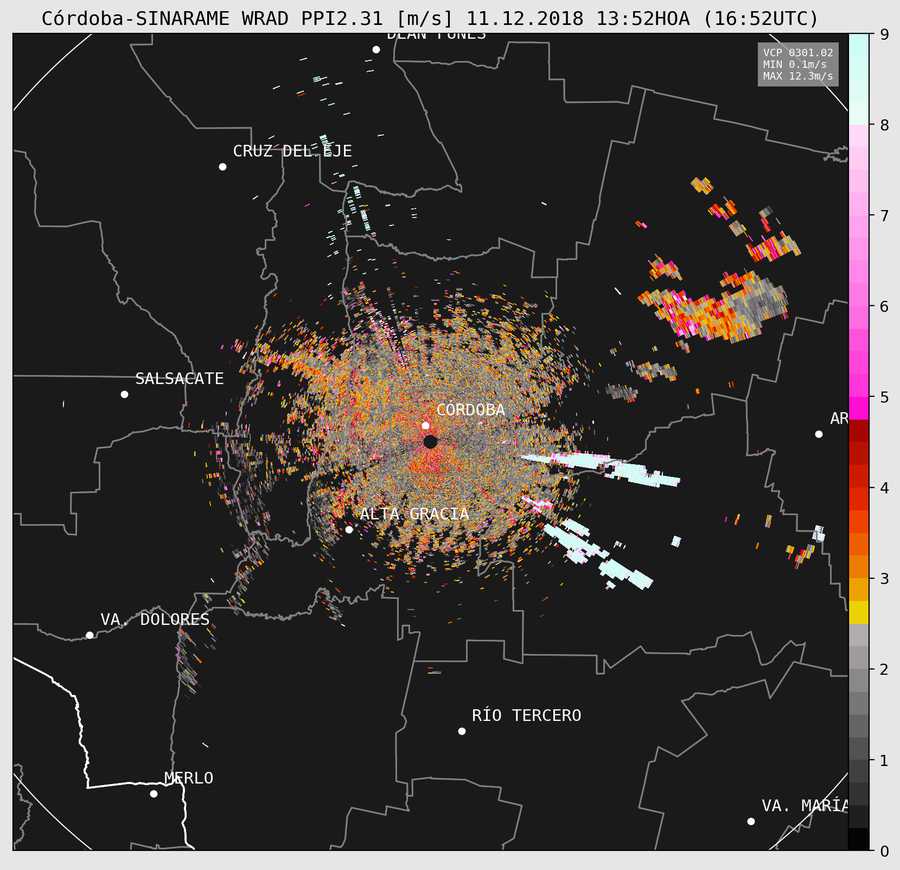 Córdoba-SINARAME WRAD PPI2.31 [m/s] 11.12.2018 13:52HOA (16:52UTC)
DEAN FUNES
VCP 0301.02
MIN 0.1m/s
MAX 12.3m/s
9
8
7
6
5
4
3
2
1
0
CRUZ DEL EJE
SALSACATE
CÓRDOBA
AR
ALTA GRACIA
VA. DOLORES
RÍO TERCERO
MERLO
VA. MARÍA